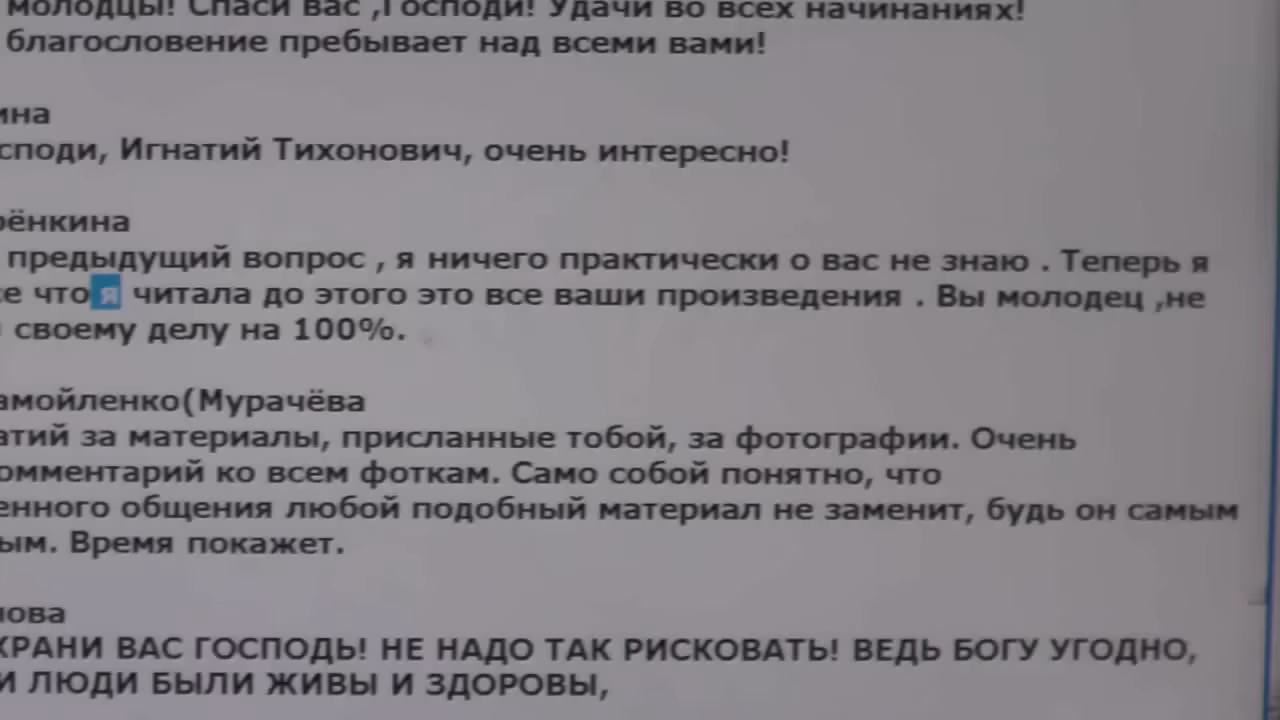 молодцы! Спаси вас ,Господи! Удачи во всех начинаниях!
благословение пребывает над всеми вами!
ина
споди, Игнатий Тихонович, очень интересно!
рёнкина
предыдущий вопрос , я ничего практически о вас не знаю . Теперь я
се что я читала до этого это все ваши произведения . Вы молодец ,не
своему делу на 100%.
амойленко(Мурачёва
атий за материалы, присланные тобой, за фотографии. Очень
омментарий ко всем фоткам. Само собой понятно, что
енного общения любой подобный материал не заменит, будь он самым
ым. Время покажет.
нова
ХРАНИ ВАС ГОСПОДЬ! НЕ НАДО ТАК РИСКОВАТЬ! ВЕДЬ БОГУ УГОДНО,
И ЛЮДИ БЫЛИ ЖИВЫ И ЗДОРОВЫ,